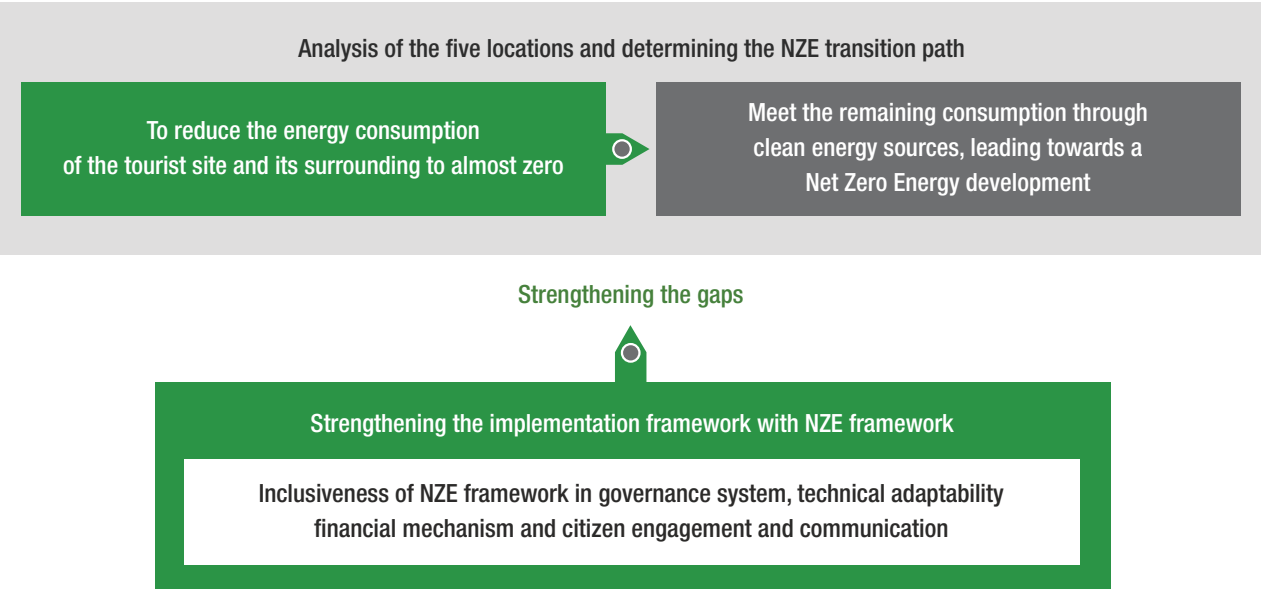 Analysis of the five locations and determining the NZE transition path
To reduce the energy consumption
of the tourist site and its surrounding to almost zero
Meet the remaining consumption through
clean energy sources, leading towards a
Net Zero Energy development
Strengthening the gaps
Strengthening the implementation framework with NZE framework
Inclusiveness of NZE framework in governance system, technical adaptability
financial mechanism and citizen engagement and communication